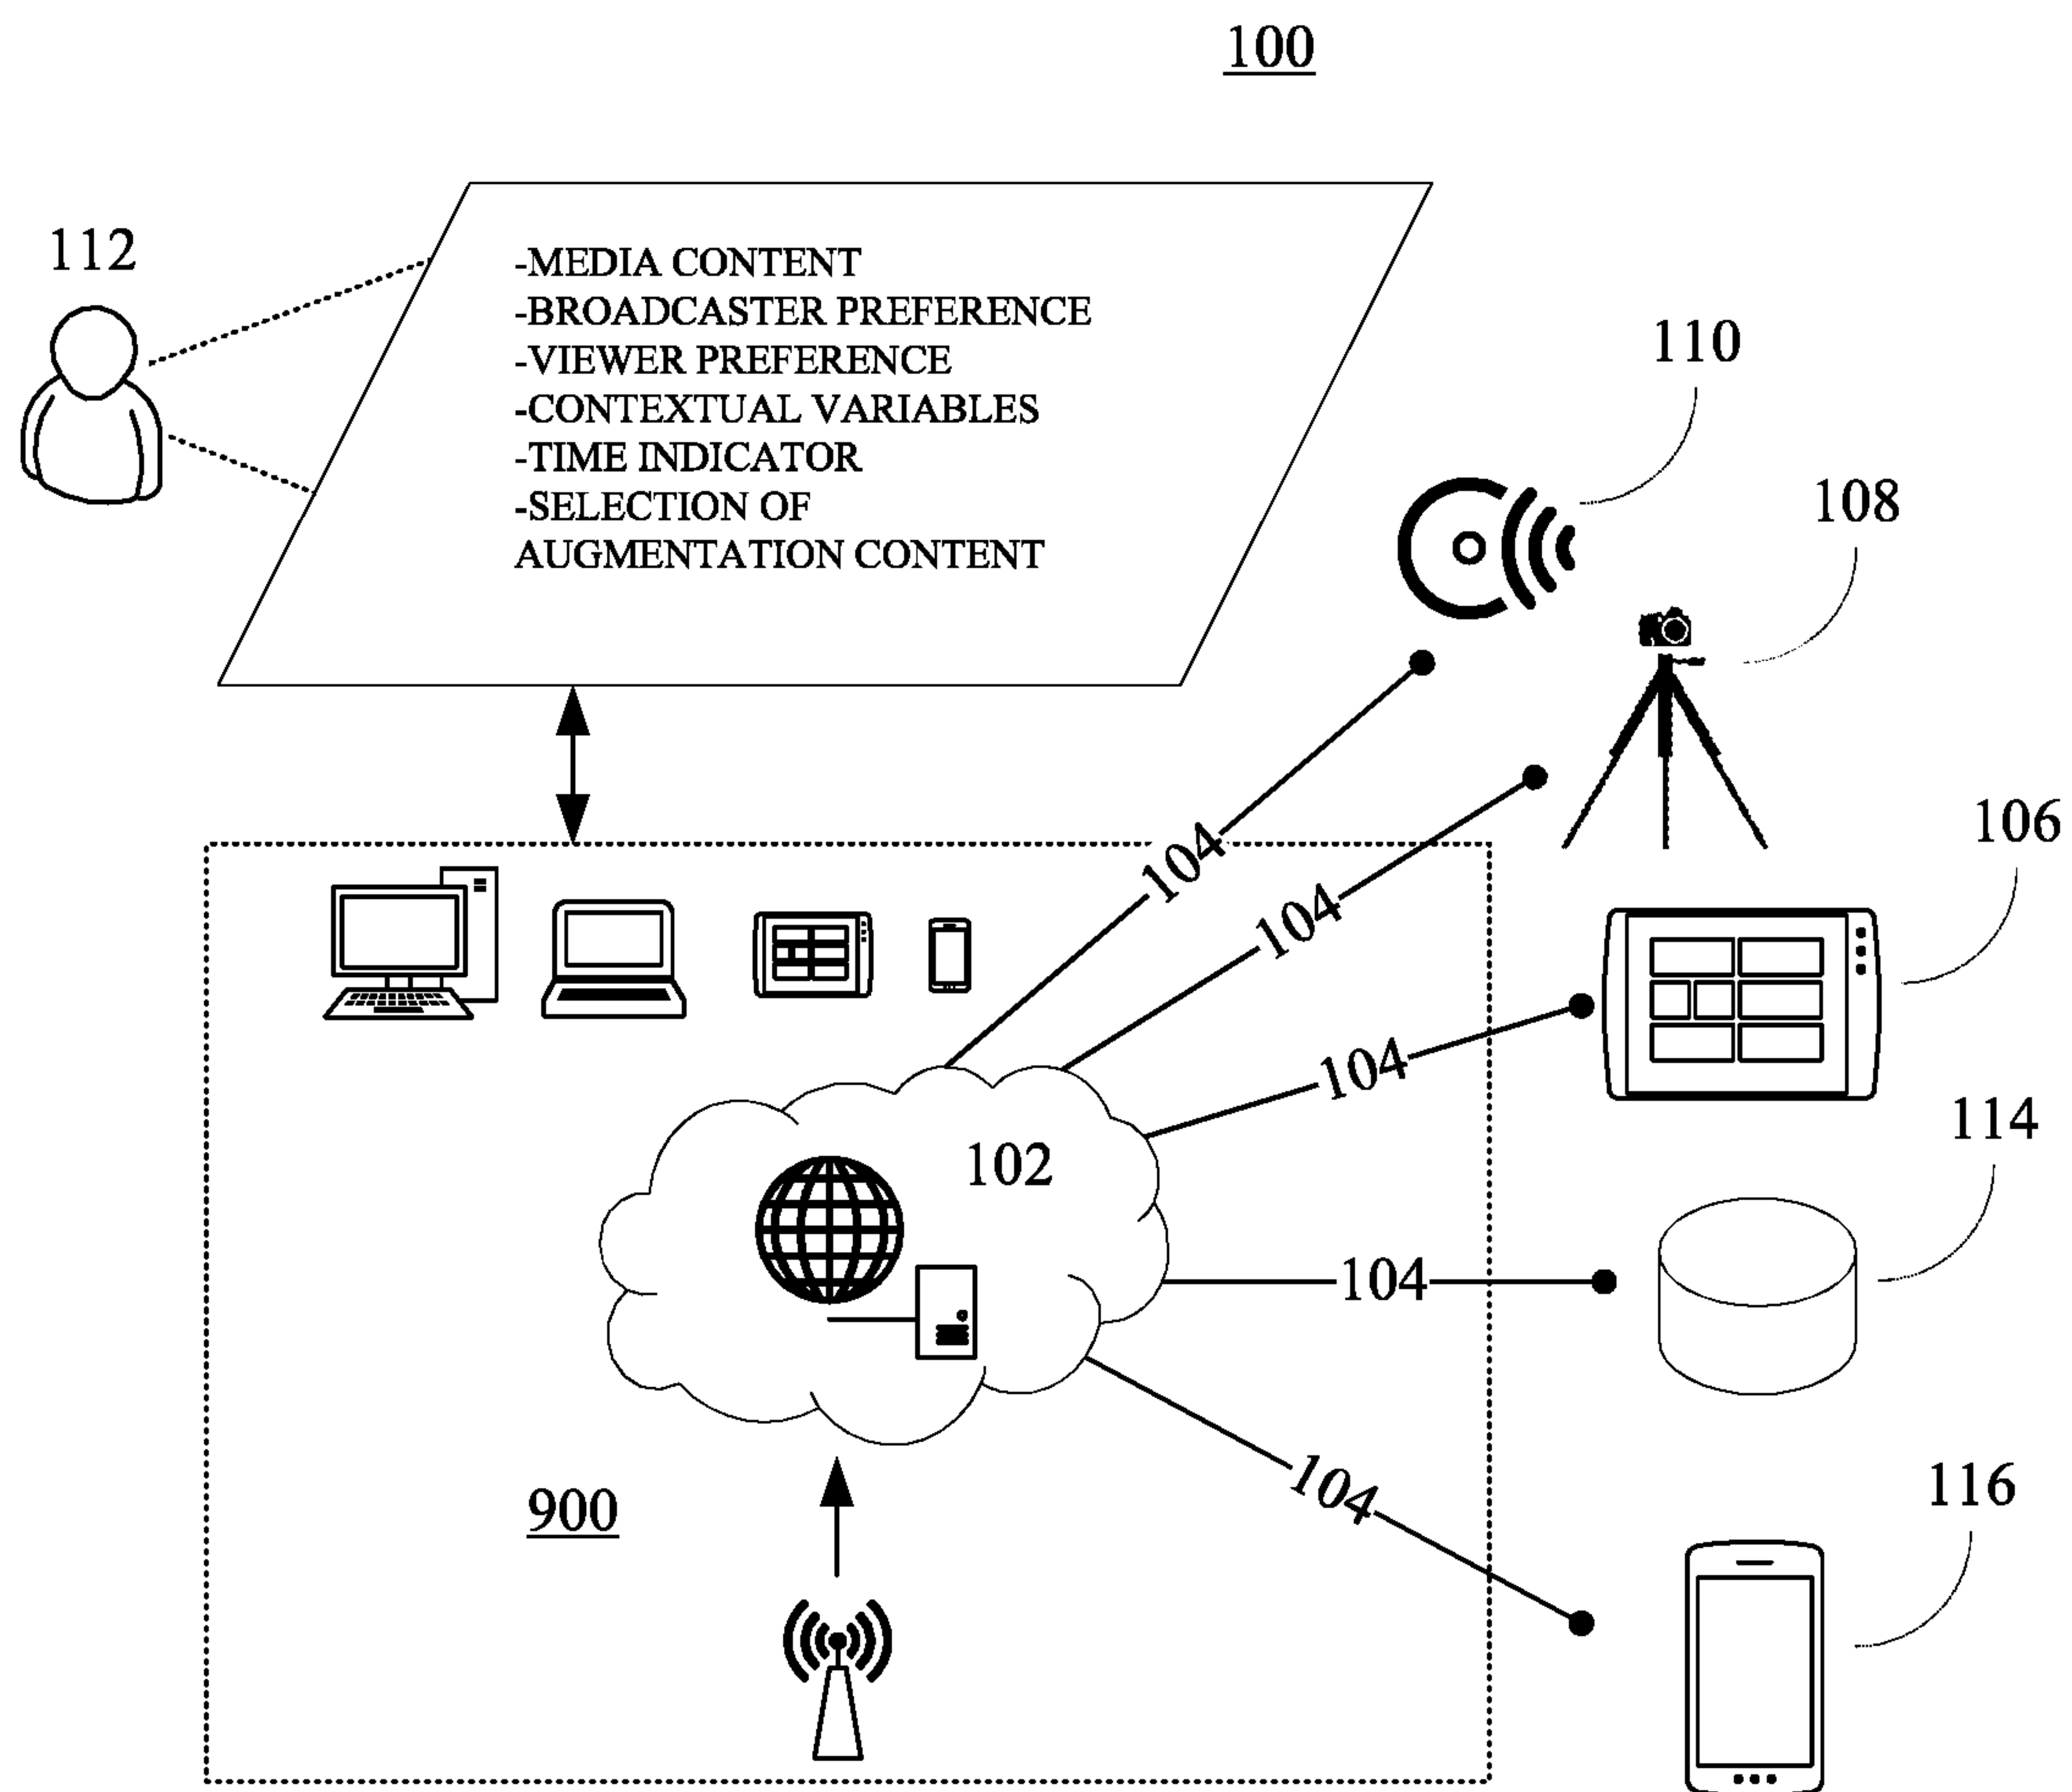 100
112
-MEDIA CONTENT
-BROADCASTER PREFERENCE
-VIEWER PREFERENCE
-CONTEXTUAL VARIABLES
-TIME INDICATOR
-SELECTION OF
AUGMENTATION CONTENT
110
108
106
104
104
104
114
102
104
104
116
900